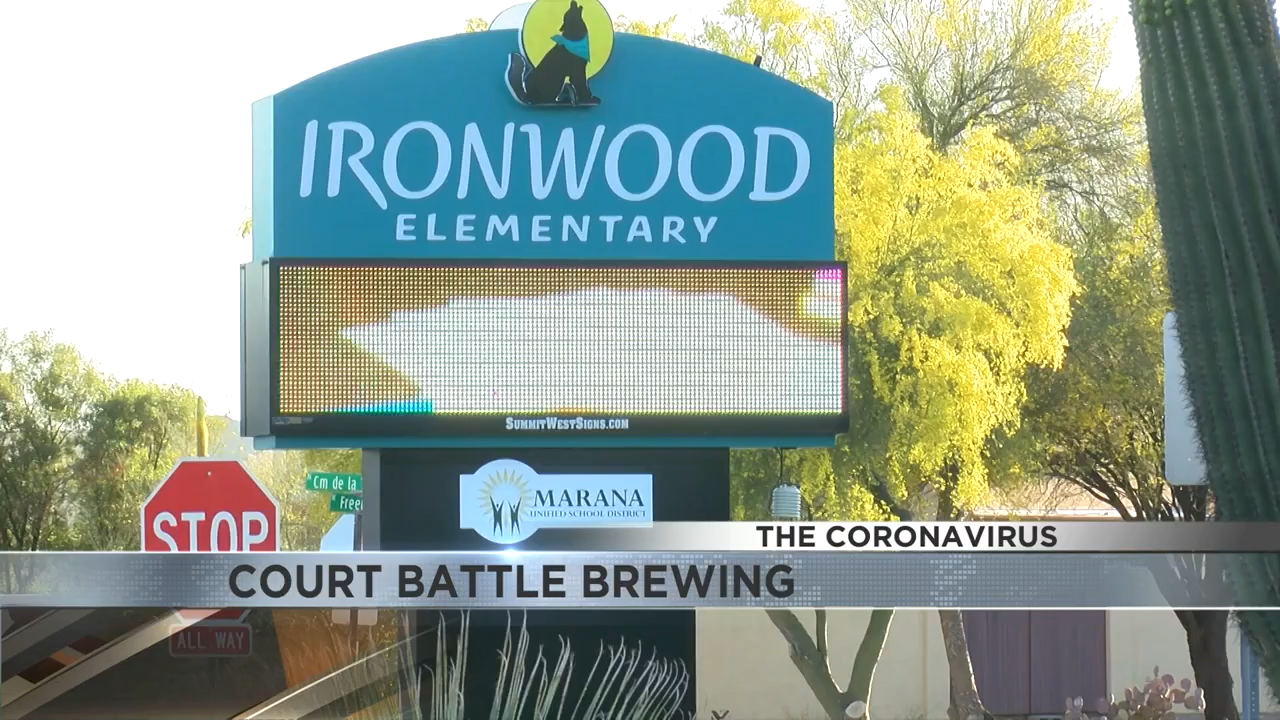 IRONWOOD
ELEMENTARY
SUMMITWESTSIGNS.COM
MARANA
UNIFIED SCHOOL DISTRICT
STOP
Cm de la
N Free
THE CORONAVIRUS
COURT BATTLE BREWING
ALL WAY